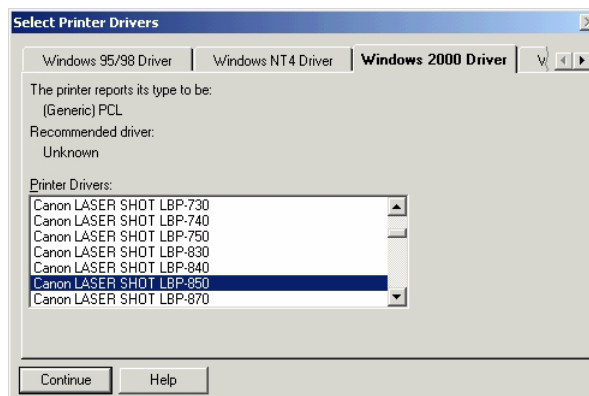 Select Printer Drivers
Windows 95/98 Driver Windows NT4 Driver Windows 2000 Driver
The printer reports its type to be:
(Generic) PCL
Recommended driver:
Unknown
Printer Drivers:
Canon LASER SHOT LBP-730
Canon LASER SHOT LBP-740
Canon LASER SHOT LBP-750
Canon LASER SHOT LBP-830
Canon LASER SHOT LBP-840
Canon LASER SHOT LBP-850
Canon LASER SHOT LBP-870
Continue Help